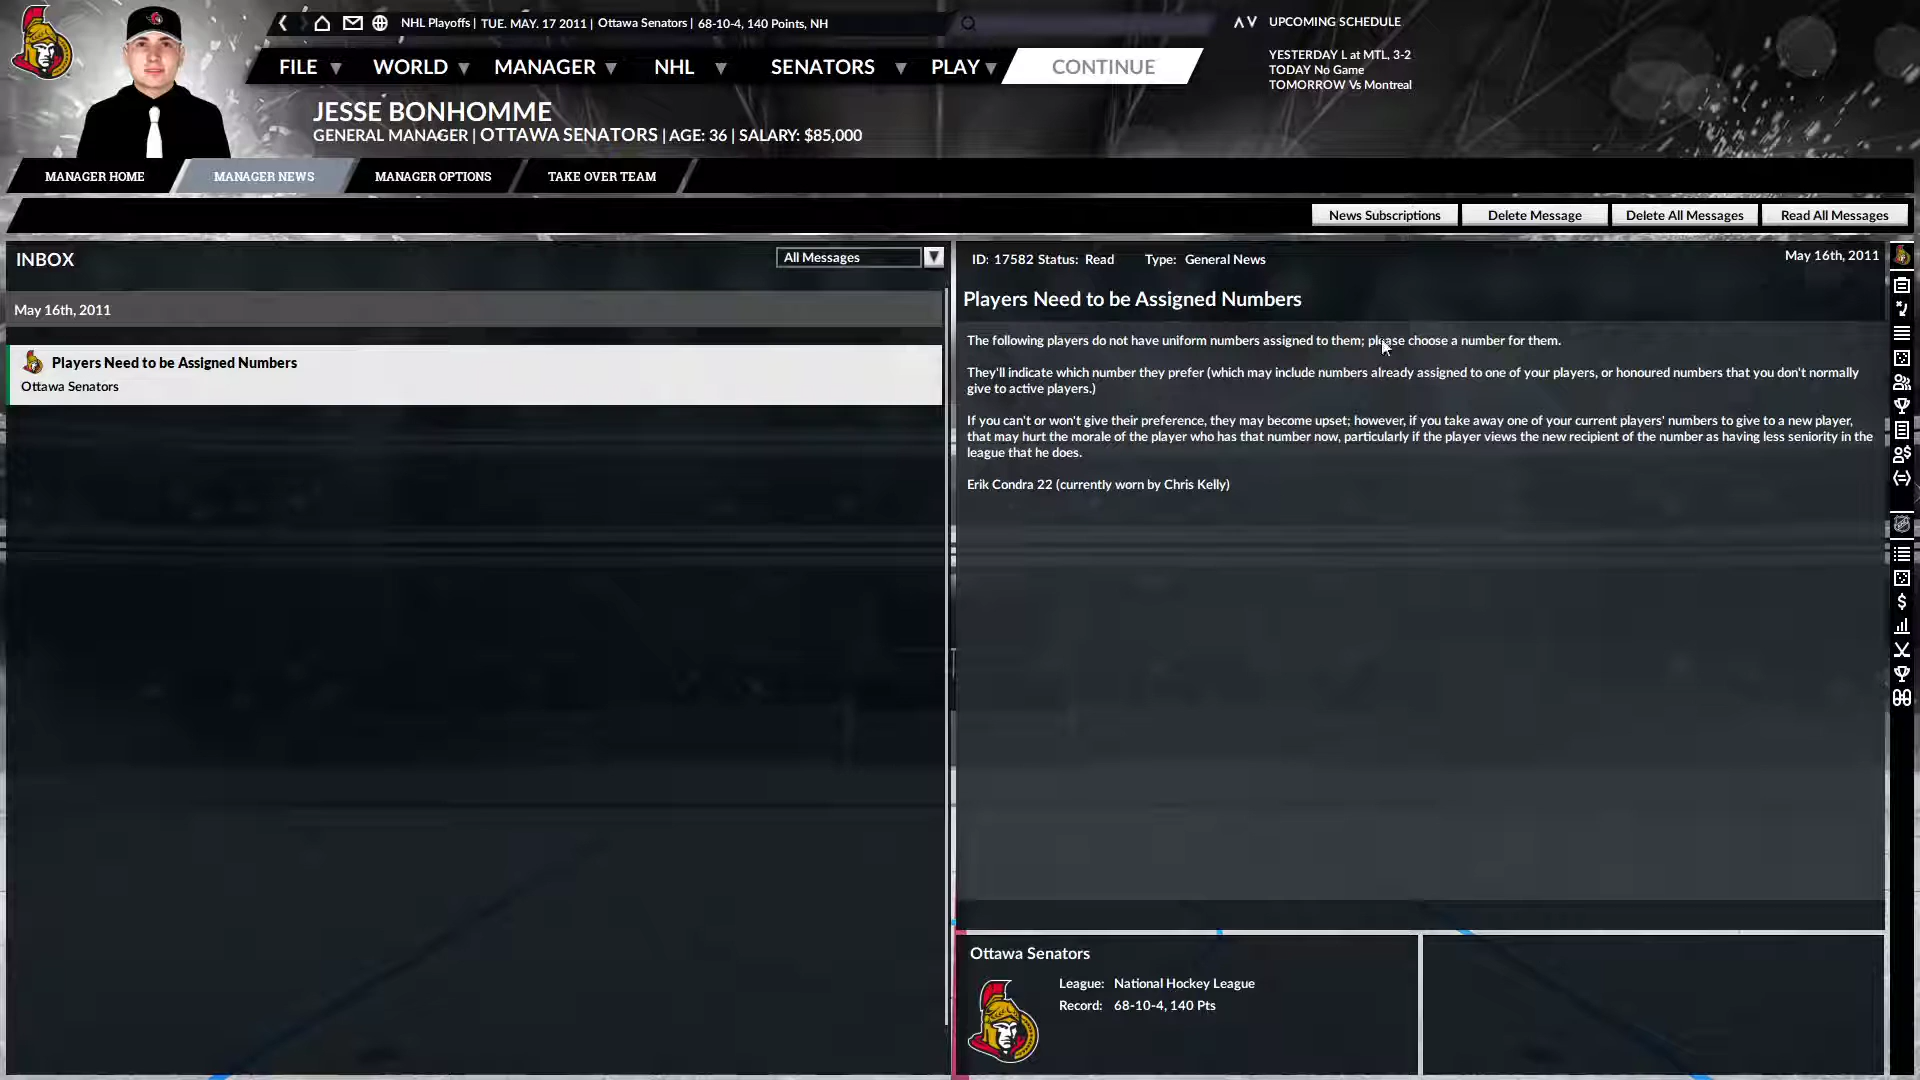 NHL Playoffs | TUE. MAY. 17 2011 | Ottawa Senators | 68-10-4, 140 Points, NH
UPCOMING SCHEDULE
YESTERDAY L at MTL, 3-2
TODAY No Game
TOMORROW Vs Montreal
FILE WORLD MANAGER NHL SENATORS PLAY CONTINUE
JESSE BONHOMME
GENERAL MANAGER | OTTAWA SENATORS | AGE: 36 | SALARY: $85,000
MANAGER HOME MANAGER NEWS MANAGER OPTIONS TAKE OVER TEAM
News Subscriptions Delete Message Delete All Messages Read All Messages
INBOX All Messages
May 16th, 2011
Players Need to be Assigned Numbers
Ottawa Senators
ID: 17582 Status: Read Type: General News May 16th, 2011
Players Need to be Assigned Numbers
The following players do not have uniform numbers assigned to them; please choose a number for them.
They'll indicate which number they prefer (which may include numbers already assigned to one of your players, or honoured numbers that you don't normally
give to active players.)
If you can't or won't give their preference, they may become upset; however, if you take away one of your current players' numbers to give to a new player,
that may hurt the morale of the player who has that number now, particularly if the player views the new recipient of the number as having less seniority in the
league that he does.
Erik Condra 22 (currently worn by Chris Kelly)
Ottawa Senators
League: National Hockey League
Record: 68-10-4, 140 Pts